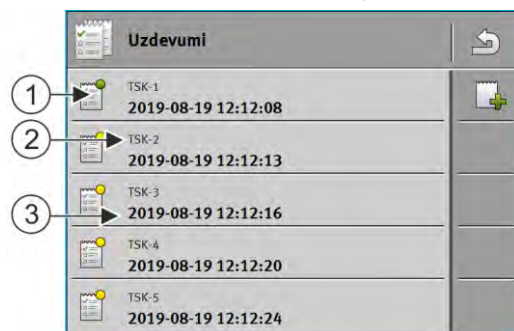 Uzdevumi
1
TSK-1
2019-08-19 12:12:08
2
TSK-2
2019-08-19 12:12:13
3
TSK-3
2019-08-19 12:12:16
TSK-4
2019-08-19 12:12:20
TSK-5
2019-08-19 12:12:24